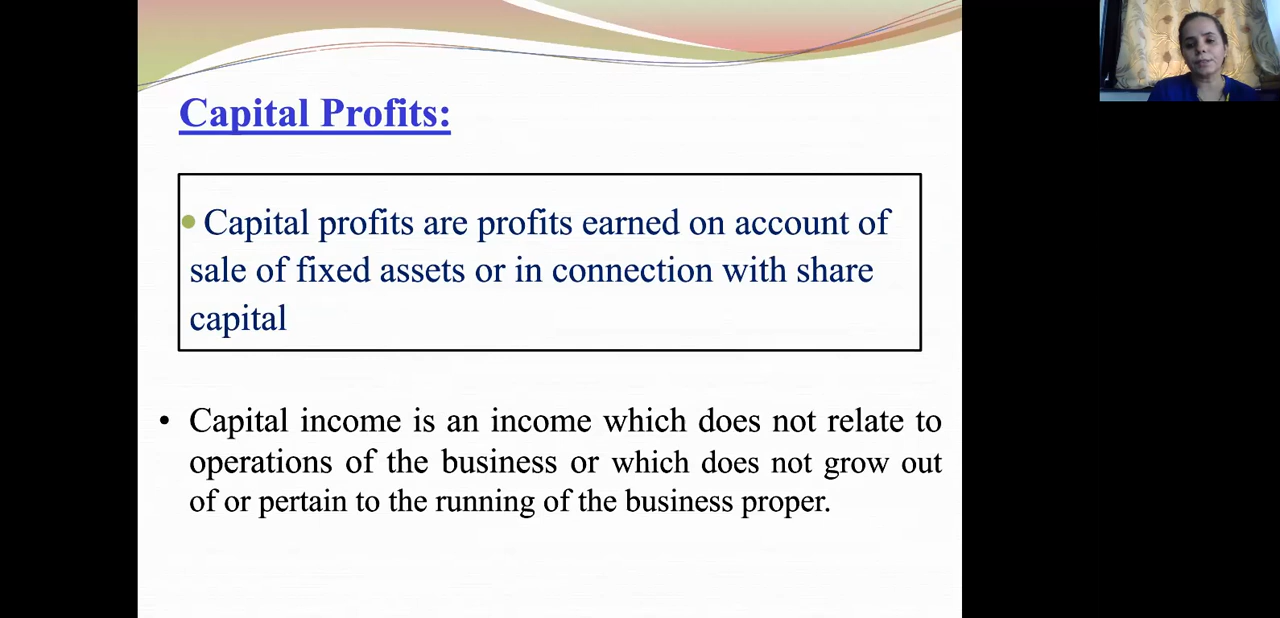 Capital Profits:
• Capital profits are profits earned on account of
sale of fixed assets or in connection with share
capital
• Capital income is an income which does not relate to
operations of the business or which does not grow out
of or pertain to the running of the business proper.